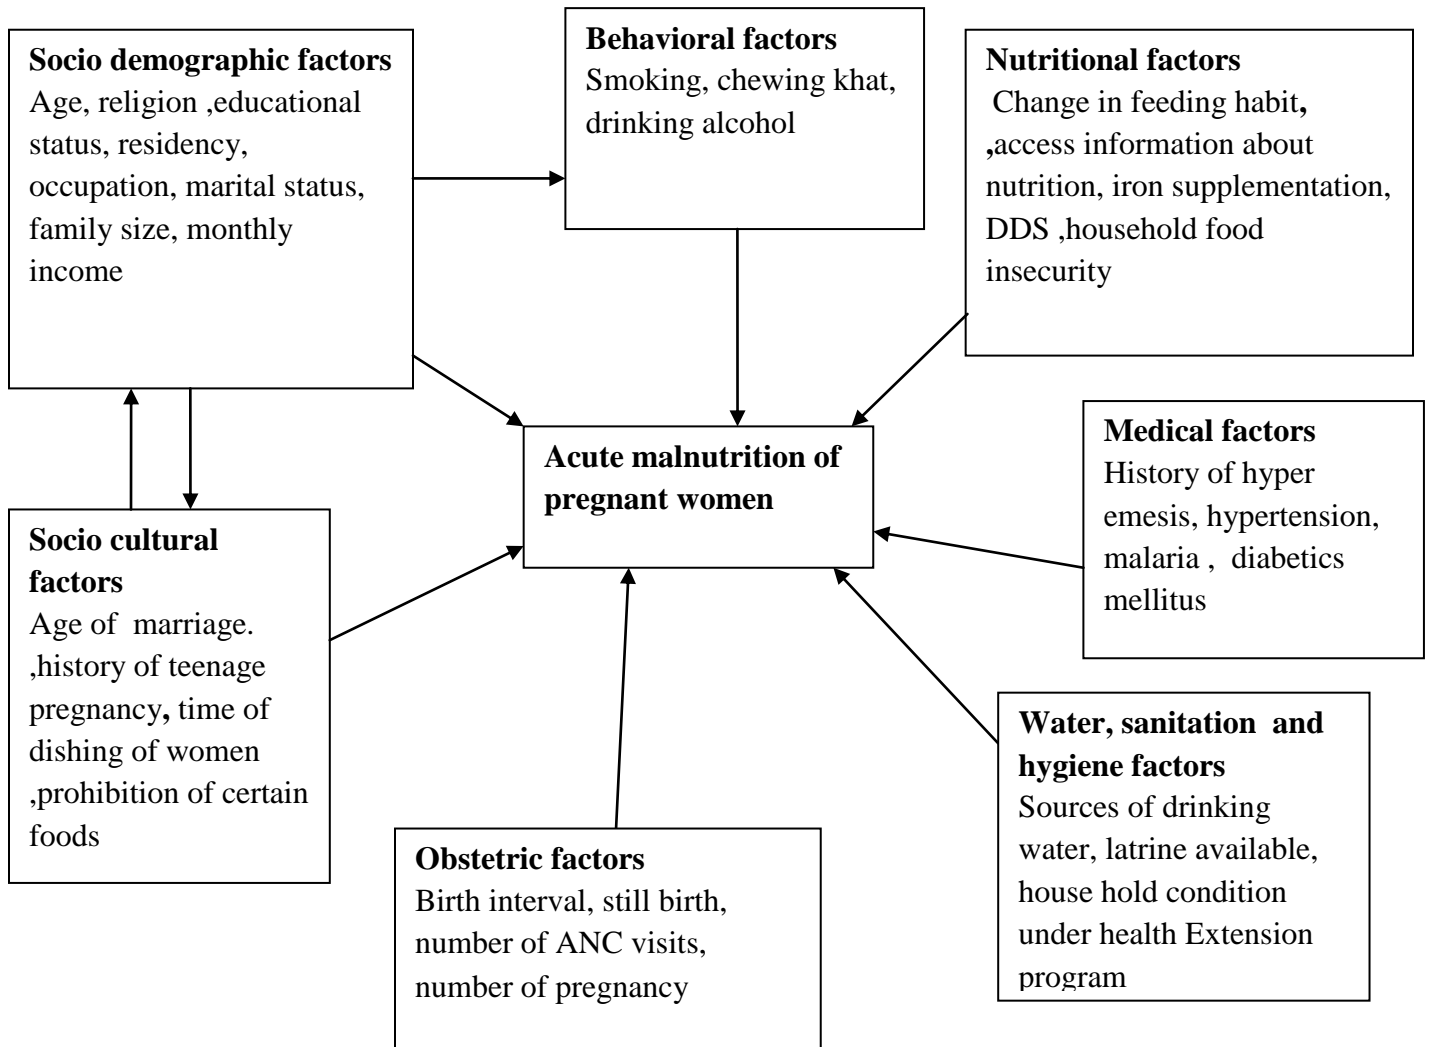 Socio demographic factors
Age, religion ,educational
status, residency,
occupation, marital status,
family size, monthly
income
Behavioral factors
Smoking, chewing khat,
drinking alcohol
Nutritional factors
Change in feeding habit,
,access information about
nutrition, iron supplementation,
DDS ,household food
insecurity
Acute malnutrition of
pregnant women
Medical factors
History of hyper
emesis, hypertension,
malaria , diabetics
mellitus
Socio cultural
factors
Age of marriage.
,history of teenage
pregnancy, time of
dishing of women
,prohibition of certain
foods
Water, sanitation and
hygiene factors
Sources of drinking
water, latrine available,
house hold condition
under health Extension
program
Obstetric factors
Birth interval, still birth,
number of ANC visits,
number of pregnancy